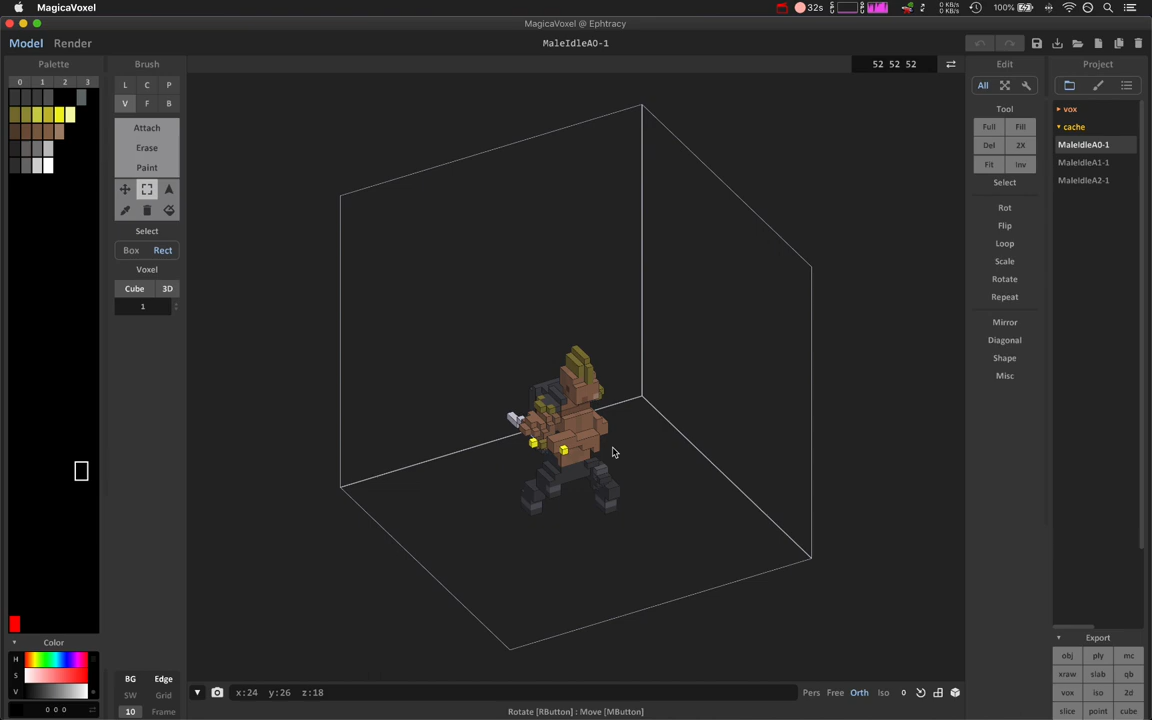 MagicaVoxel
32s
0 KB/s
0 KB/s
100%
MagicaVoxel @ Ephtracy
Model Render
MaleIdleA0-1
Palette
Brush
52 52 52
Edit
Project
0 1 2 3
L C P
V F B
Attach
Erase
Paint
Select
Box Rect
Voxel
Cube 3D
1
All
Tool
Full Fill
Del 2X
Fit Inv
Select
Rot
Flip
Loop
Scale
Rotate
Repeat
Mirror
Diagonal
Shape
Misc
vox
cache
MaleIdleA0-1
MaleIdleA1-1
MaleIdleA2-1
Color
H
S
V
0 0 0
BG Edge
SW Grid
10 Frame
x:24 y:26 z:18
Pers Free Orth Iso 0
Rotate [RButton] : Move [MButton]
Export
obj ply mc
xraw slab qb
vox iso 2d
slice point cube